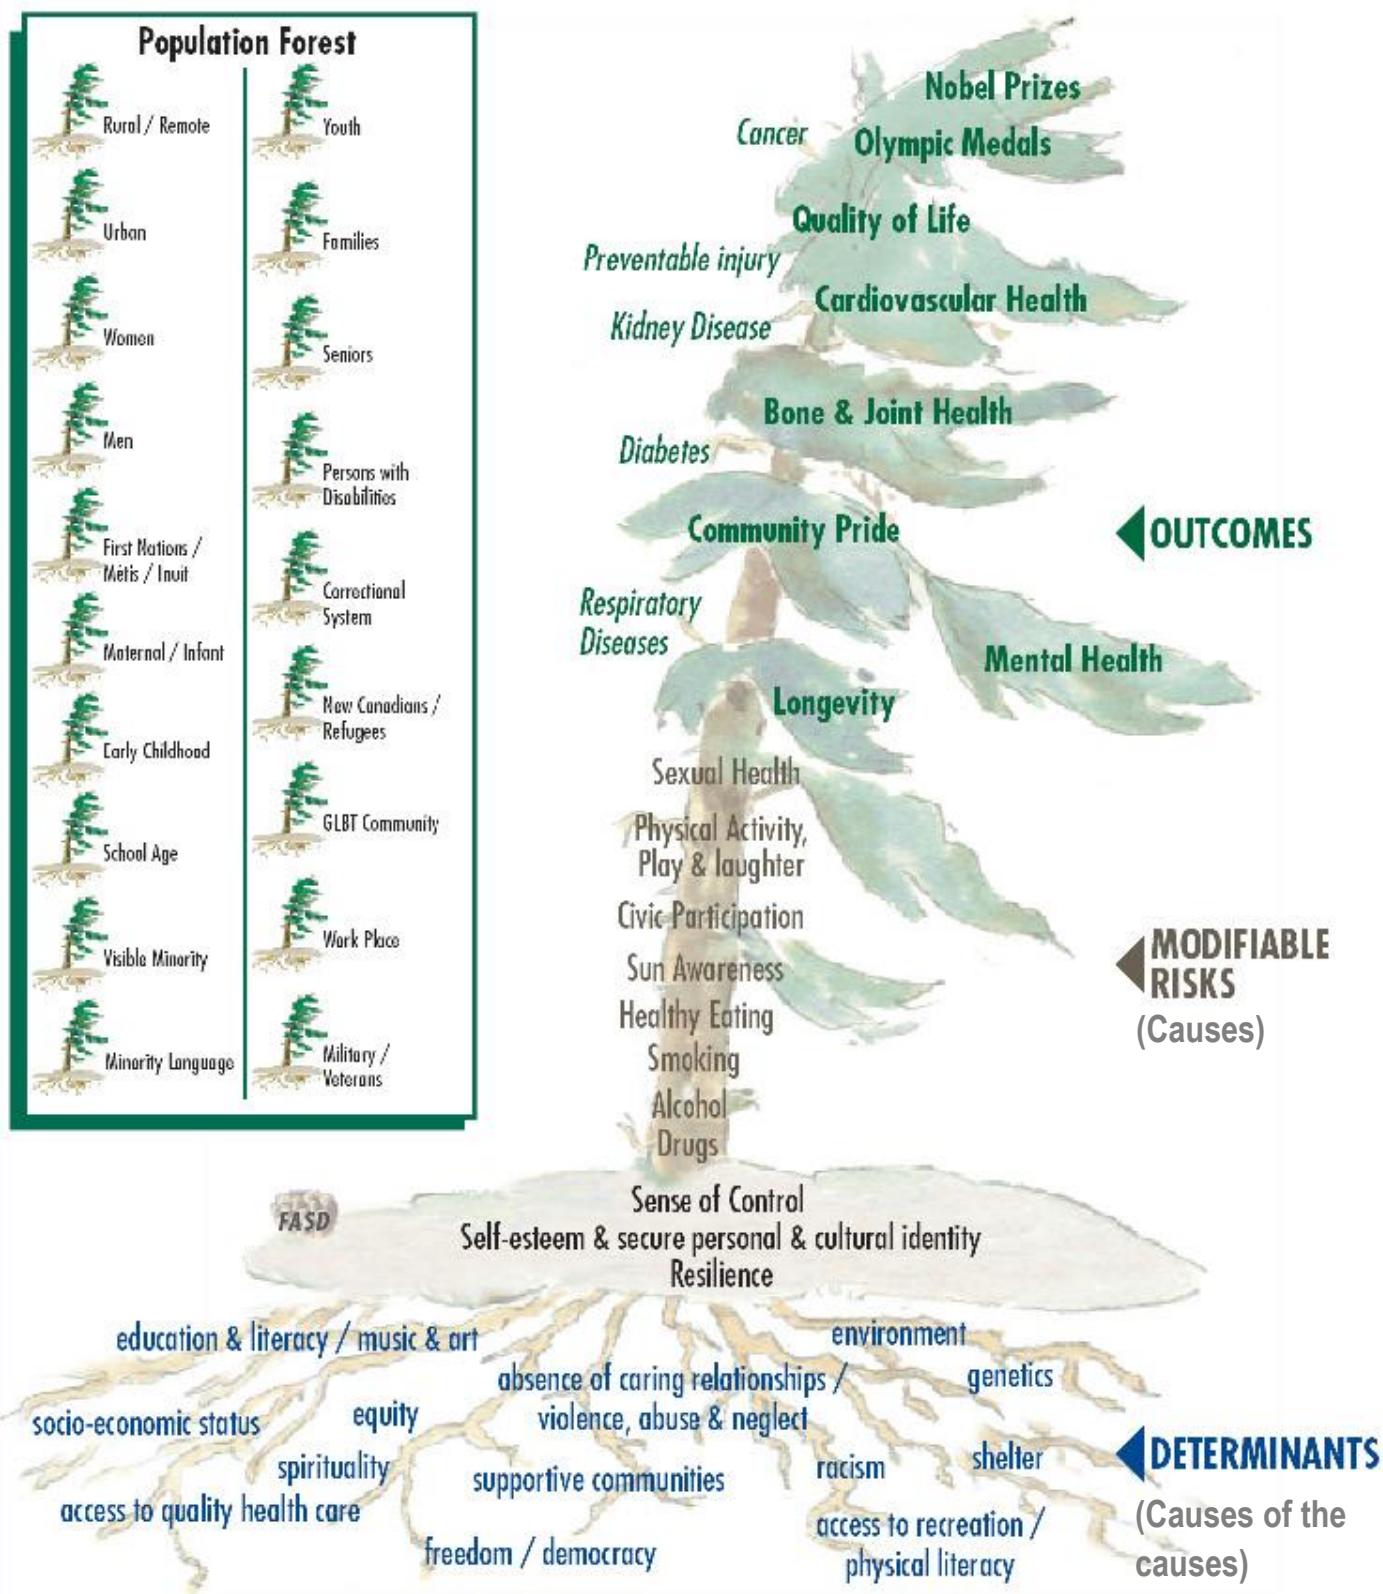 Population Forest
Rural / Remote
Urban
Women
Men
First Nations /
Métis / Inuit
Maternal / Infant
Early Childhood
School Age
Visible Minority
Minority Language
Youth
Families
Seniors
Persons with
Disabilities
Correctional
System
New Canadians /
Refugees
GLBT Community
Work Place
Military /
Veterans
Nobel Prizes
Cancer
Olympic Medals
Quality of Life
Preventable injury
Cardiovascular Health
Kidney Disease
Bone & Joint Health
Diabetes
Community Pride
OUTCOMES
Respiratory
Diseases
Mental Health
Longevity
Sexual Health
Physical Activity,
Play & laughter
Civic Participation
Sun Awareness
Healthy Eating
Smoking
Alcohol
Drugs
MODIFIABLE
RISKS
(Causes)
FASD
Sense of Control
Self-esteem & secure personal & cultural identity
Resilience
education & literacy / music & art
environment
absence of caring relationships /
violence, abuse & neglect
genetics
socio-economic status
equity
spirituality
supportive communities
racism
shelter
access to quality health care
freedom / democracy
access to recreation /
physical literacy
DETERMINANTS
(Causes of the
causes)